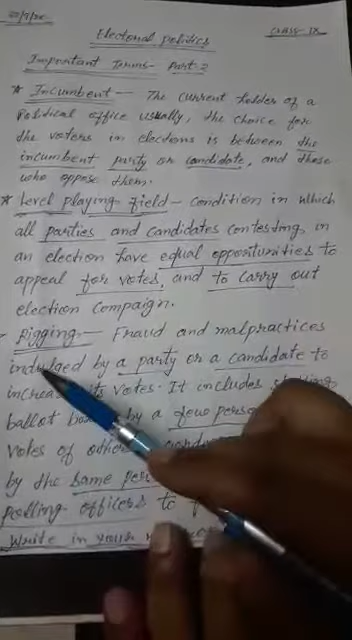 Class-IX
Electoral politics
Important Terms- Part-2
* Incumbent - The current holder of a
Political office usually, the choice for
the voters in elections is between the
incumbent party or candidate, and those
who oppose them.
* Level playing field - condition in which
all parties and candidates contesting in
an election have equal opportunities to
appeal for votes, and to carry out
election campaign.
- Rigging - Fraud and malpractices
indulged by a party or a candidate to
its votes. It includes
ballot by a few
votes of
by the same
polling officers to
Write in your